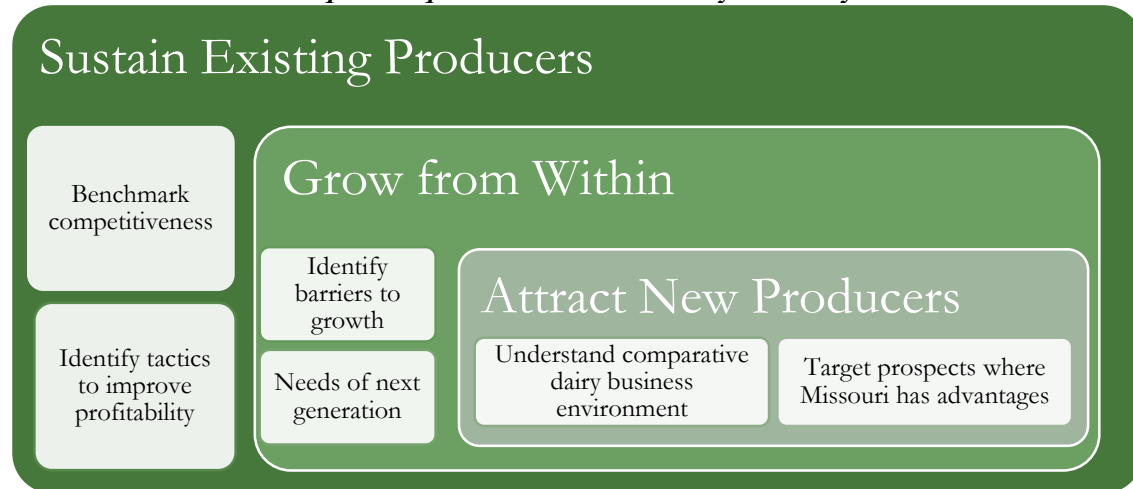 Sustain Existing Producers
Benchmark
competitiveness
Identify tactics
to improve
profitability
Grow from Within
Identify
barriers to
growth
Needs of next
generation
Attract New Producers
Understand comparative
dairy business
environment
Target prospects where
Missouri has advantages